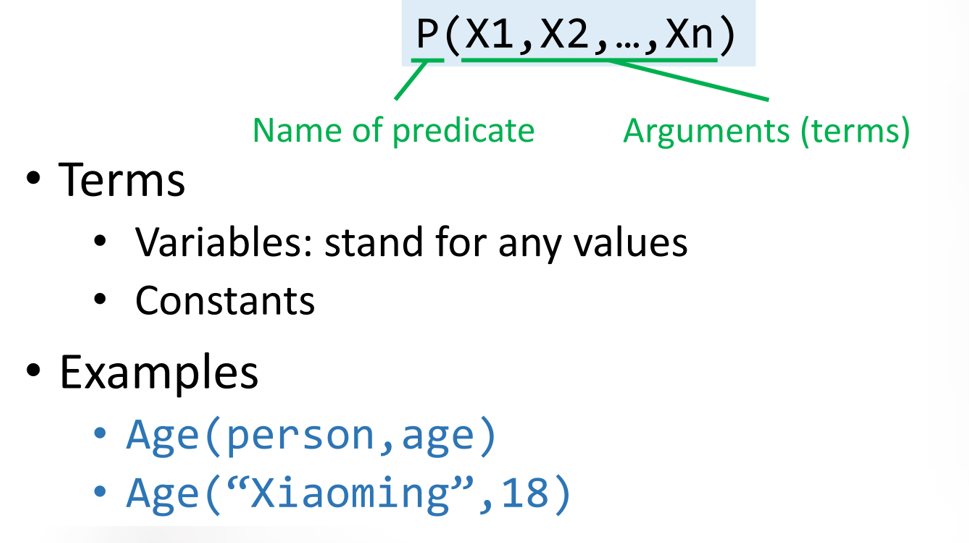 P(X1,X2,…,Xn)
Name of predicate Arguments (terms)
• Terms
• Variables: stand for any values
• Constants
• Examples
• Age(person,age)
• Age(“Xiaoming”,18)